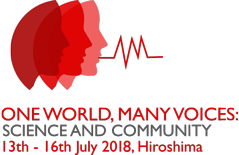 ONE WORLD, MANY VOICES:
SCIENCE AND COMMUNITY
13th - 16th July 2018, Hiroshima